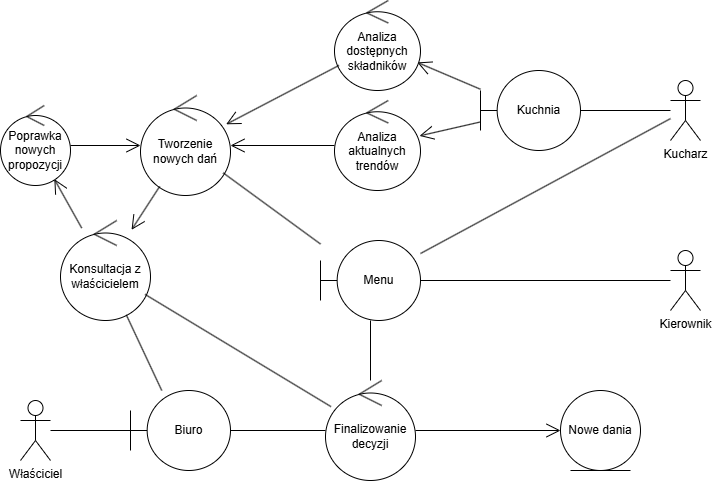 Analiza
dostępnych
składników
Kuchnia
Kucharz
Poprawka
nowych
propozycji
Tworzenie
nowych dań
Analiza
aktualnych
trendów
Konsultacja z
właścicielem
Menu
Kierownik
Właściciel
Biuro
Finalizowanie
decyzji
Nowe dania